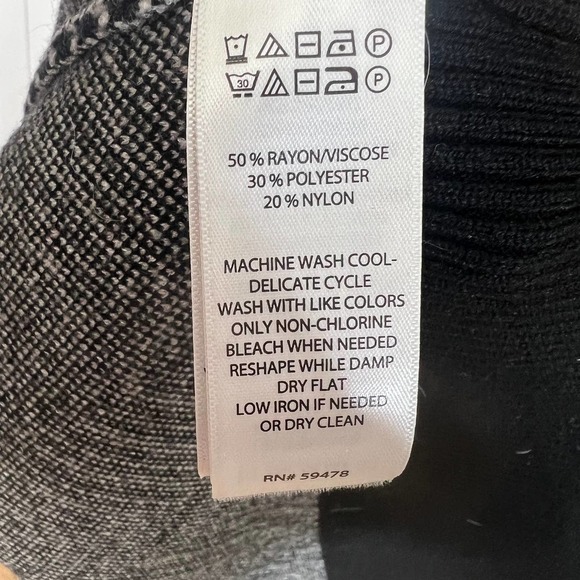 P
30 P
50 % RAYON/VISCOSE
30 % POLYESTER
20 % NYLON
MACHINE WASH COOL-
DELICATE CYCLE
WASH WITH LIKE COLORS
ONLY NON-CHLORINE
BLEACH WHEN NEEDED
RESHAPE WHILE DAMP
DRY FLAT
LOW IRON IF NEEDED
OR DRY CLEAN
RN# 59478